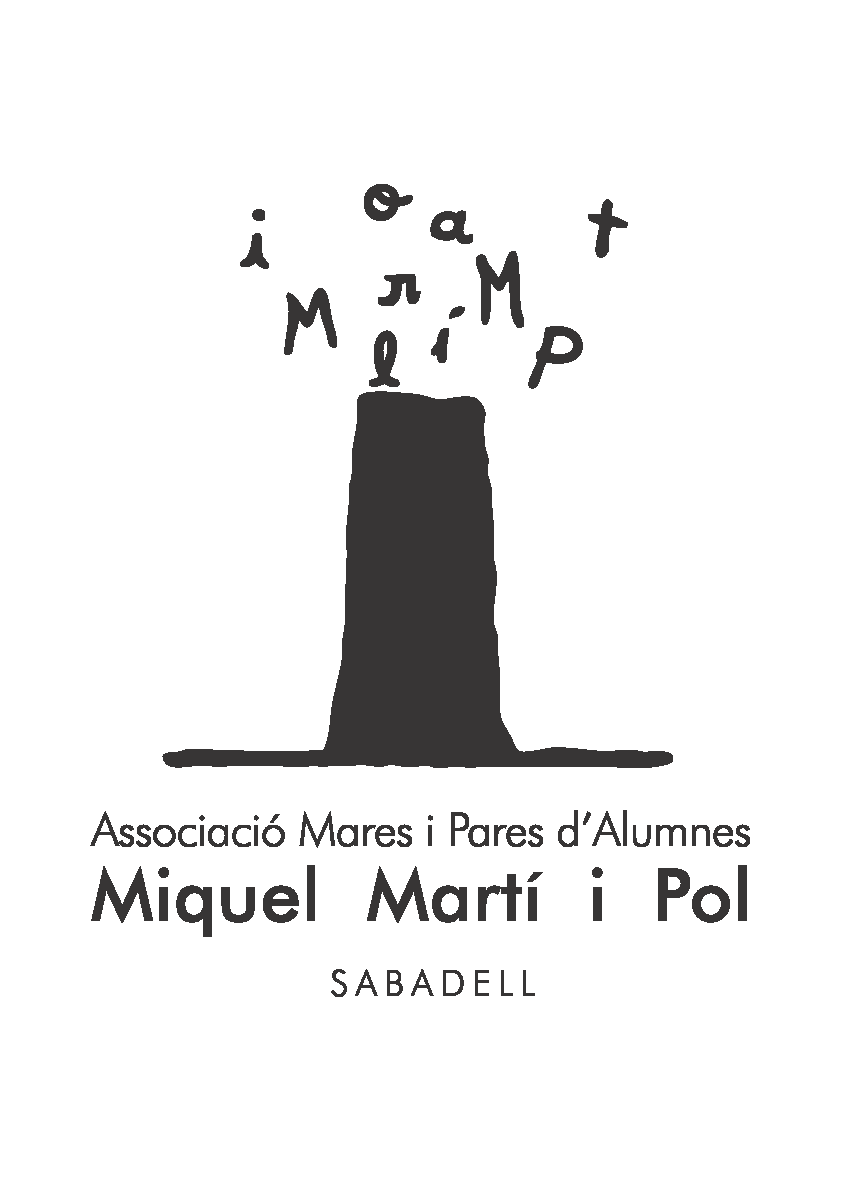 i o a t
M r í M P
l
Associació Mares i Pares d'Alumnes
Miquel Martí i Pol
SABADELL